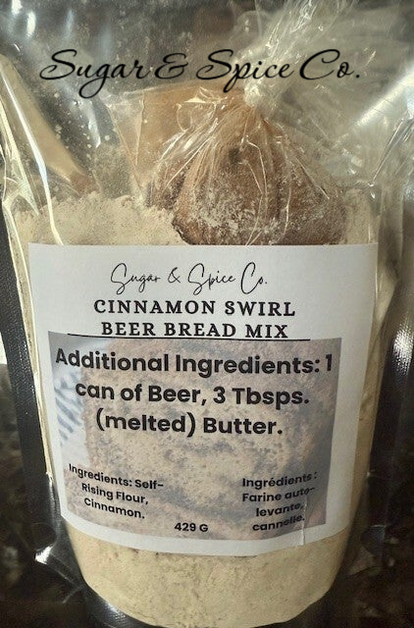 Sugar & Spice Co.
Sugar & Spice Co.
CINNAMON SWIRL
BEER BREAD MIX
Additional Ingredients: 1
can of Beer, 3 Tbsps.
(melted) Butter.
Ingredients: Self-
Rising Flour,
Cinnamon.
429 G
Ingrédients :
Farine auto-
levante,
cannelle.